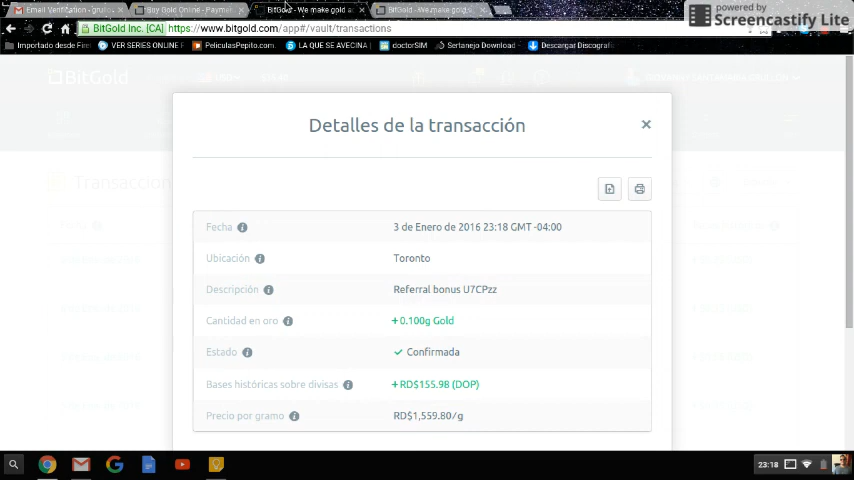 powered by
Screencastify Lite
Email Verification - gruilo
Buy Gold Online - Payme
BitGold - We make gold a
BitGold - We make gold
BitGold Inc. [CA] https://www.bitgold.com/app#/vault/transactions
Importado desde Fire
VER SERIES ONLINE
PeliculasPepito.com
LA QUE SE AVECINA
doctorSIM
Sertanejo Download
Descargar Discografi
BitGold
Transaccion
Detalles de la transacción
Fecha 3 de Enero de 2016 23:18 GMT -04:00
Ubicación Toronto
Descripción Referral bonus U7CPzz
Cantidad en oro +0.100g Gold
Estado Confirmada
Bases históricas sobre divisas +RD$155.98 (DOP)
Precio por gramo RD$1,559.80/g
23:18